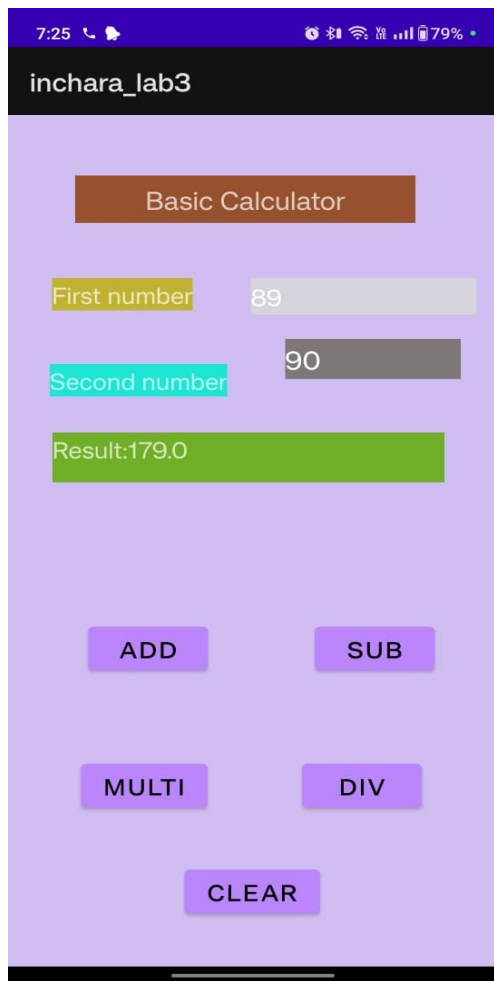 7:25 79%
inchara_lab3
Basic Calculator
First number 89
Second number 90
Result:179.0
ADD SUB
MULTI DIV
CLEAR